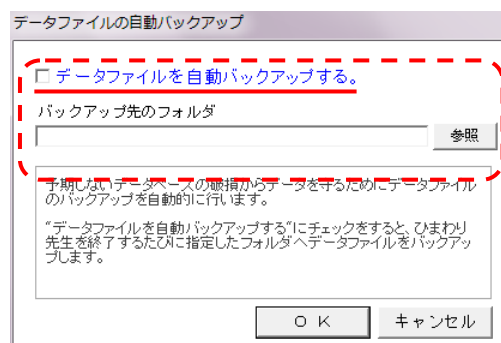 データファイルの自動バックアップ
データファイルを自動バックアップする。
バックアップ先のフォルダ
参照
予期しないデータベースの破損からデータを守るためにデータファイル
のバックアップを自動的に行います。
“データファイルを自動バックアップする”にチェックをすると、ひまわり
先生を終了するたびに指定したフォルダへデータファイルをバックアッ
プします。
ＯＫ
キャンセル